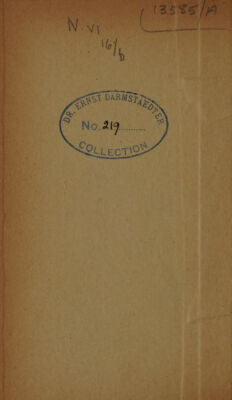 13585/A
N. VI
16/b
DR. ERNST DARMSTAEDTER
No. 219
COLLECTION